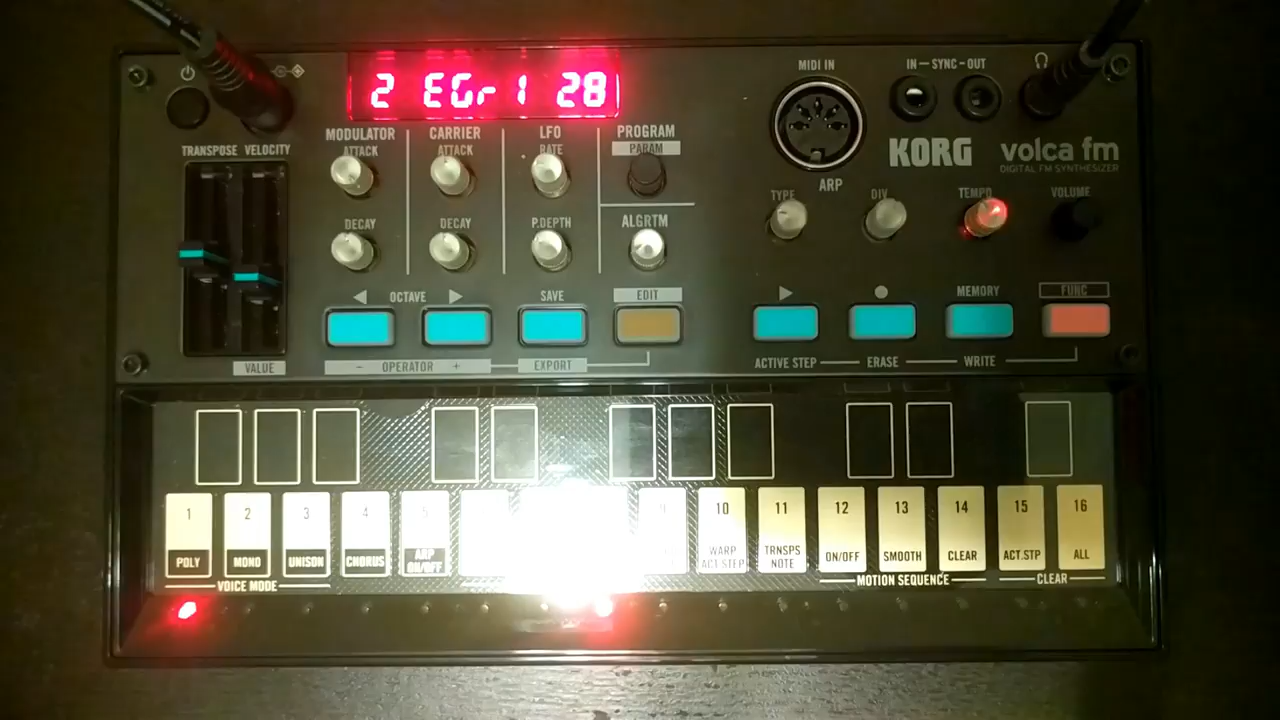 2 EGr 1 28
MIDI IN
IN – SYNC – OUT
KORG
volca fm
DIGITAL FM SYNTHESIZER
TRANSPOSE VELOCITY
MODULATOR
CARRIER
LFO
PROGRAM
ATTACK
ATTACK
RATE
PARAM
ARP
TYPE
DIV
TEMPO
VOLUME
DECAY
DECAY
P.DEPTH
ALGRTM
OCTAVE
SAVE
EDIT
MEMORY
FUNC
VALUE
– OPERATOR +
EXPORT
ACTIVE STEP
ERASE
WRITE
1
2
3
4
5
10
11
12
13
14
15
16
POLY
MONO
UNISON
CHORUS
ARP ON/OFF
WARP ACT.STEP
TRNSPS NOTE
ON/OFF
SMOOTH
CLEAR
ACT.STP
ALL
VOICE MODE
MOTION SEQUENCE
CLEAR